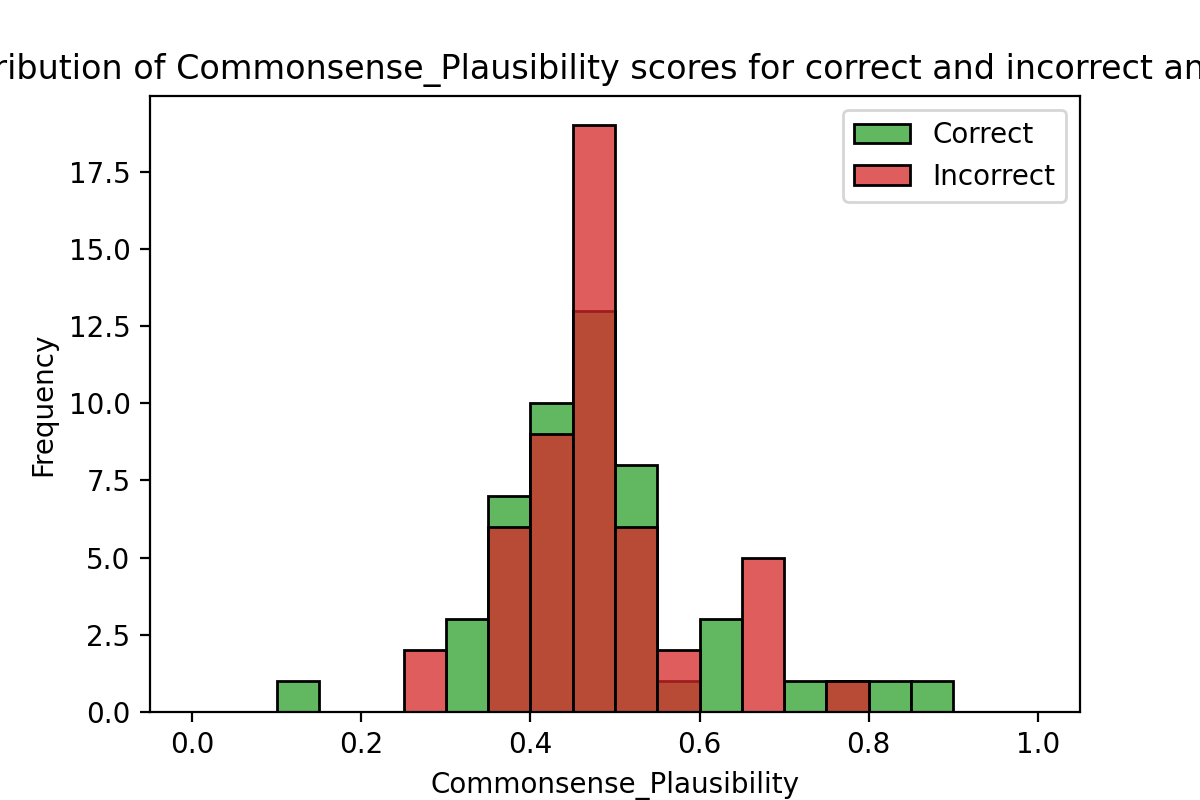 ribution of Commonsense_Plausibility scores for correct and incorrect an
Correct
Incorrect
Frequency
17.5
15.0
12.5
10.0
7.5
5.0
2.5
0.0
0.0 0.2 0.4 0.6 0.8 1.0
Commonsense_Plausibility